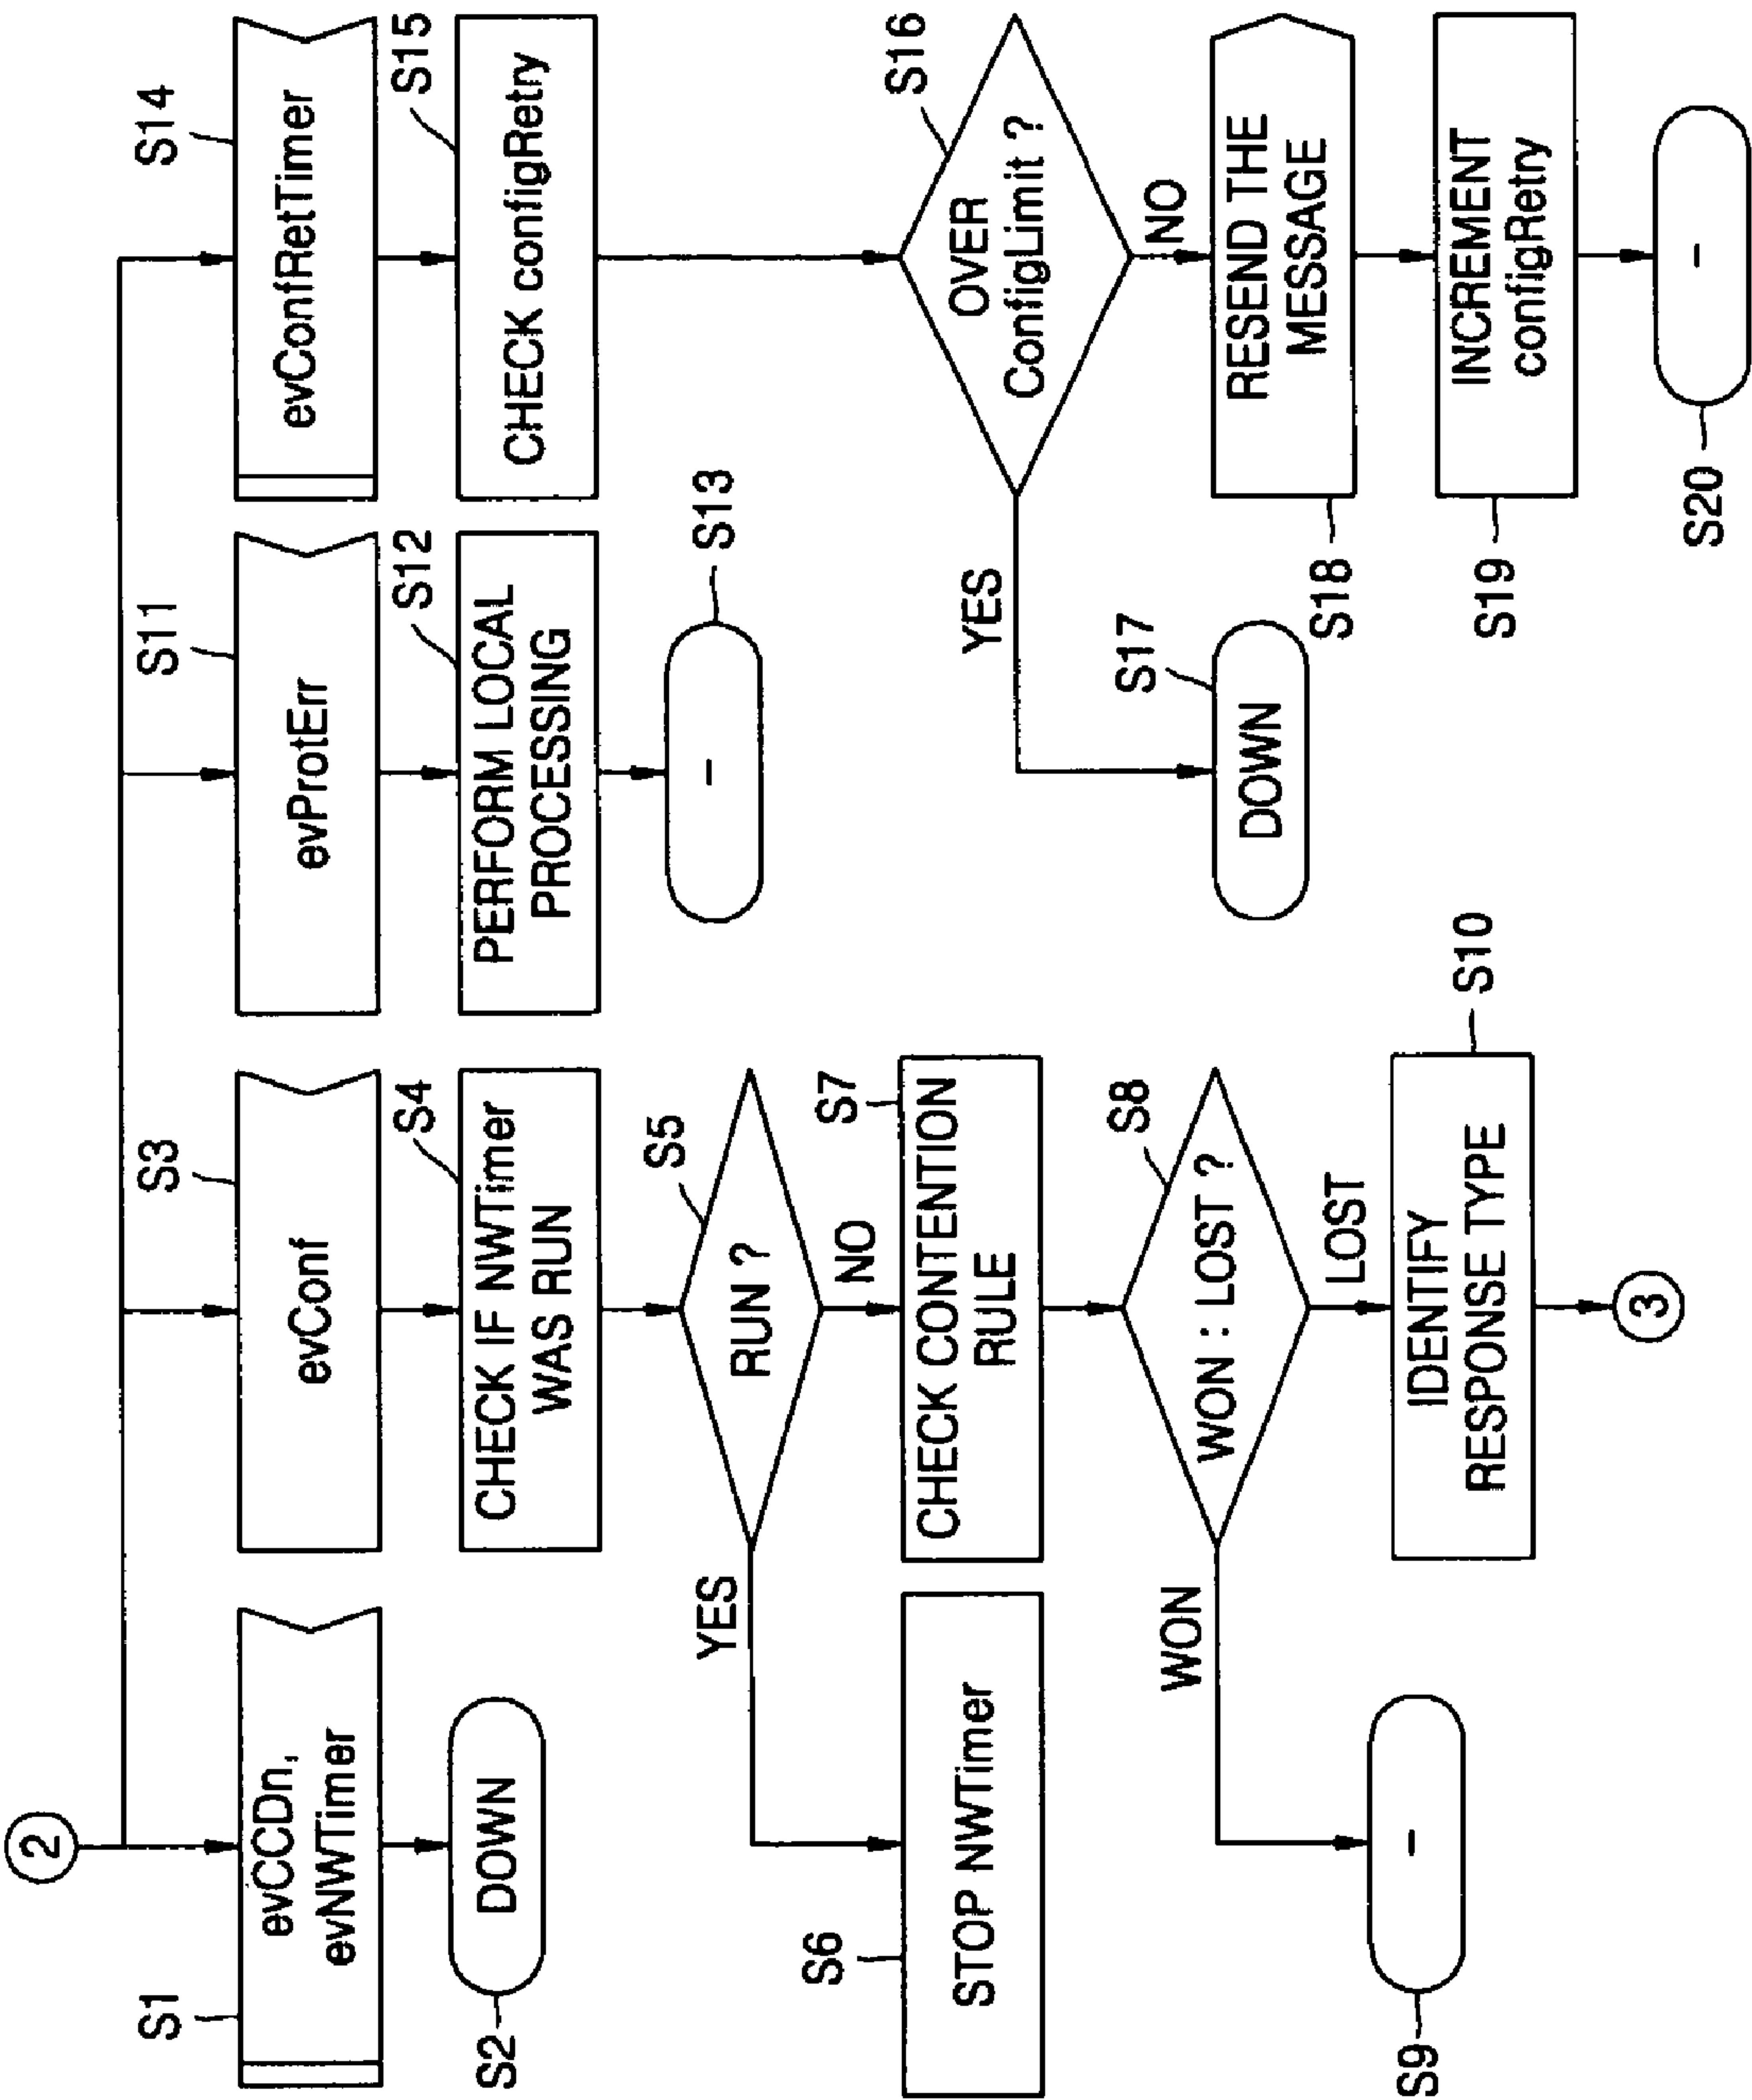 2
S1
evCCDn,
evNWTimer
S2
DOWN
S3
evConf
S4
CHECK IF NWTimer
WAS RUN
S5
RUN ?
YES
NO
S6
STOP NWTimer
S7
CHECK CONTENTION
RULE
S8
WON : LOST ?
WON
LOST
S9
-
S10
IDENTIFY
RESPONSE TYPE
3
S11
evProtErr
S12
PERFORM LOCAL
PROCESSING
S13
-
S14
evConfRetTimer
S15
CHECK configRetry
S16
OVER
ConfigLimit ?
YES
NO
S17
DOWN
S18
RESEND THE
MESSAGE
S19
INCREMENT
configRetry
S20
-